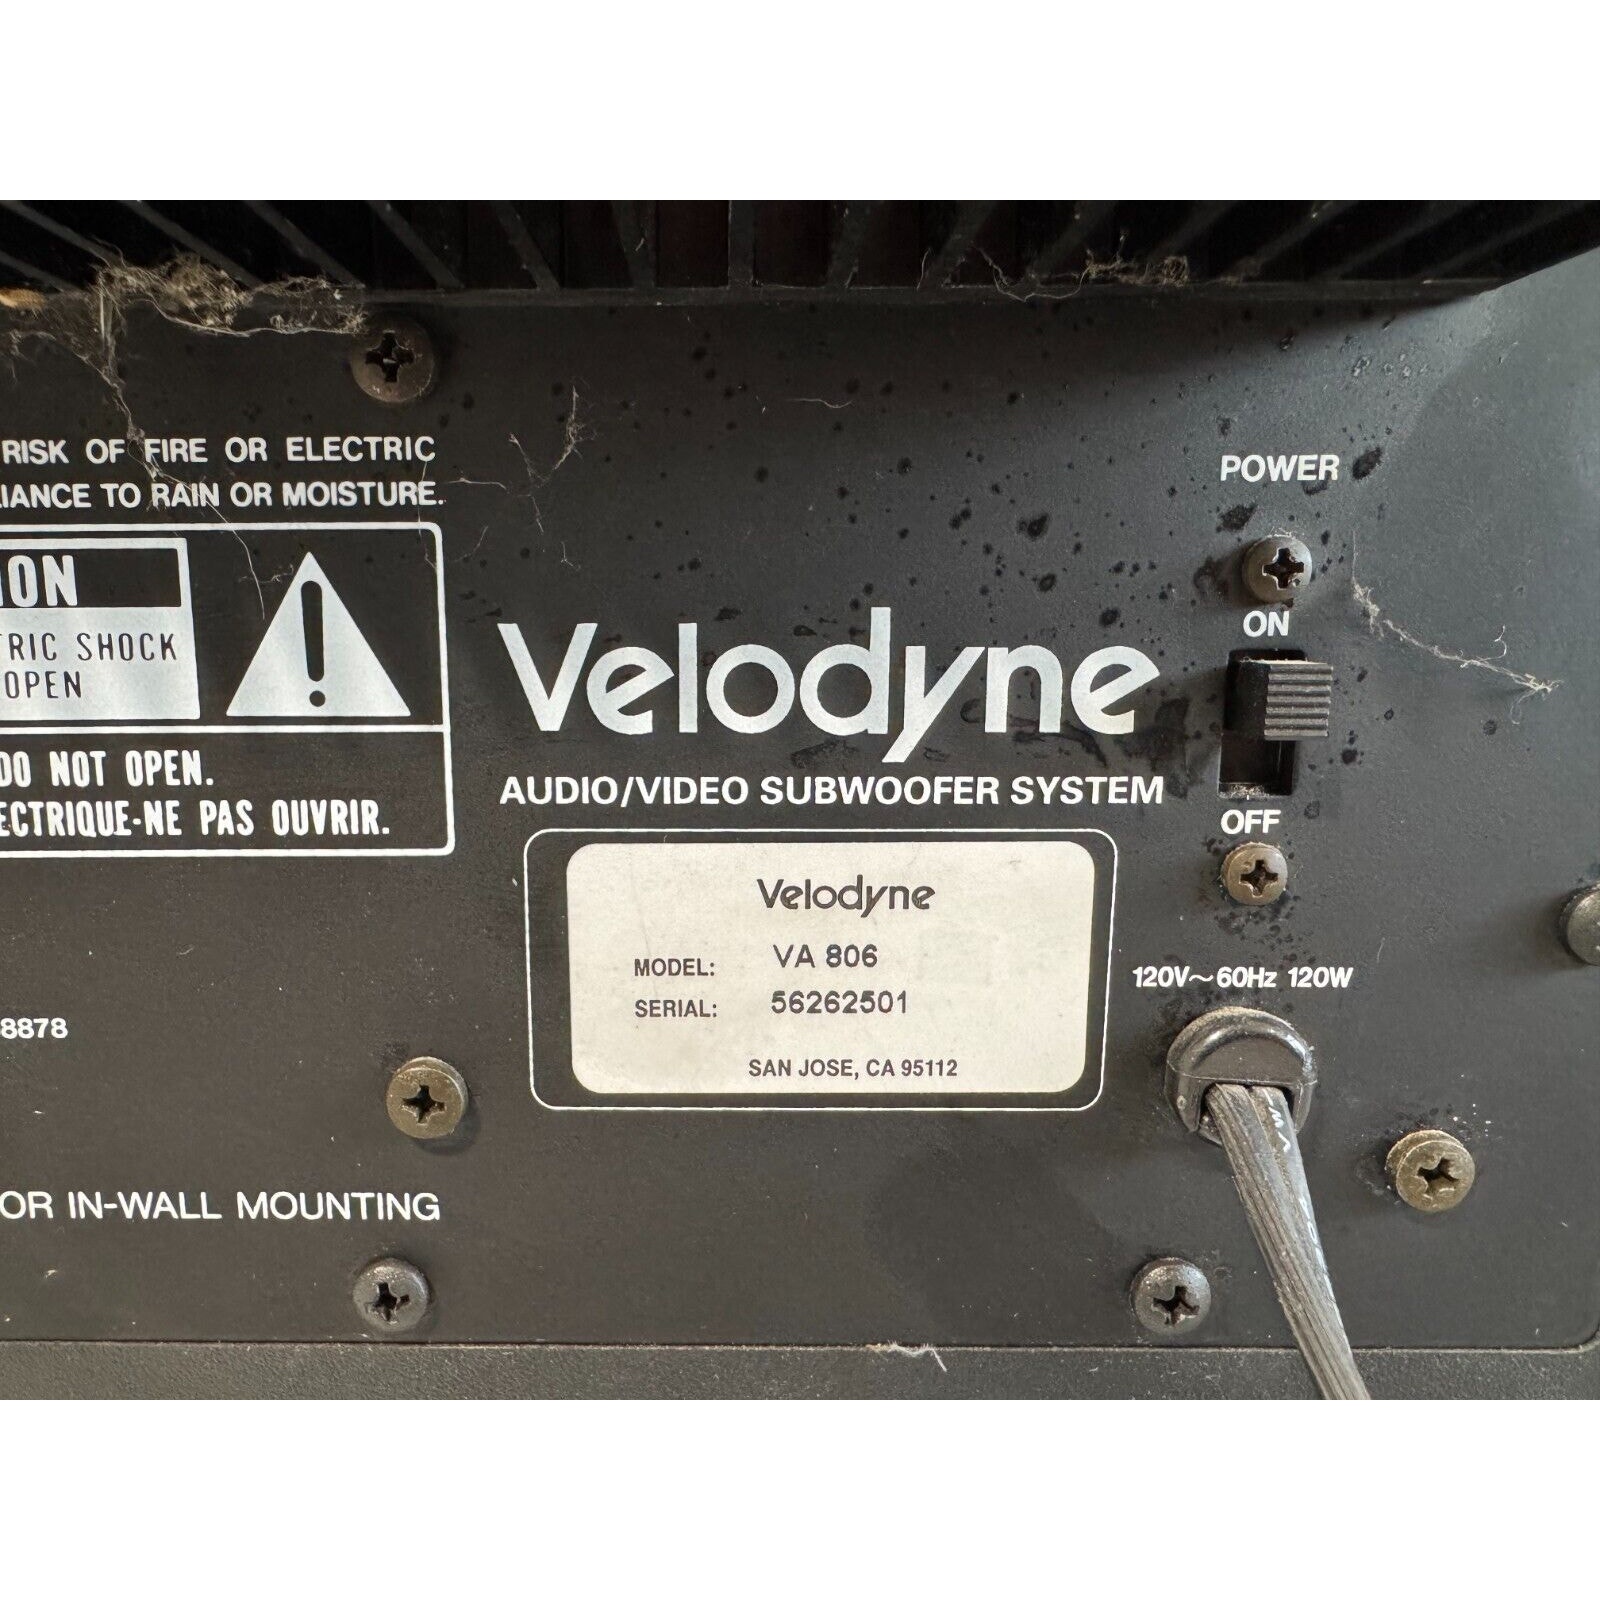 RISK OF FIRE OR ELECTRIC
IANCE TO RAIN OR MOISTURE.
ION
TRIC SHOCK
OPEN
DO NOT OPEN.
ECTRIQUE-NE PAS OUVRIR.
8878
OR IN-WALL MOUNTING
Velodyne
AUDIO/VIDEO SUBWOOFER SYSTEM
Velodyne
MODEL: VA 806
SERIAL: 56262501
SAN JOSE, CA 95112
POWER
ON
OFF
120V~60Hz 120W